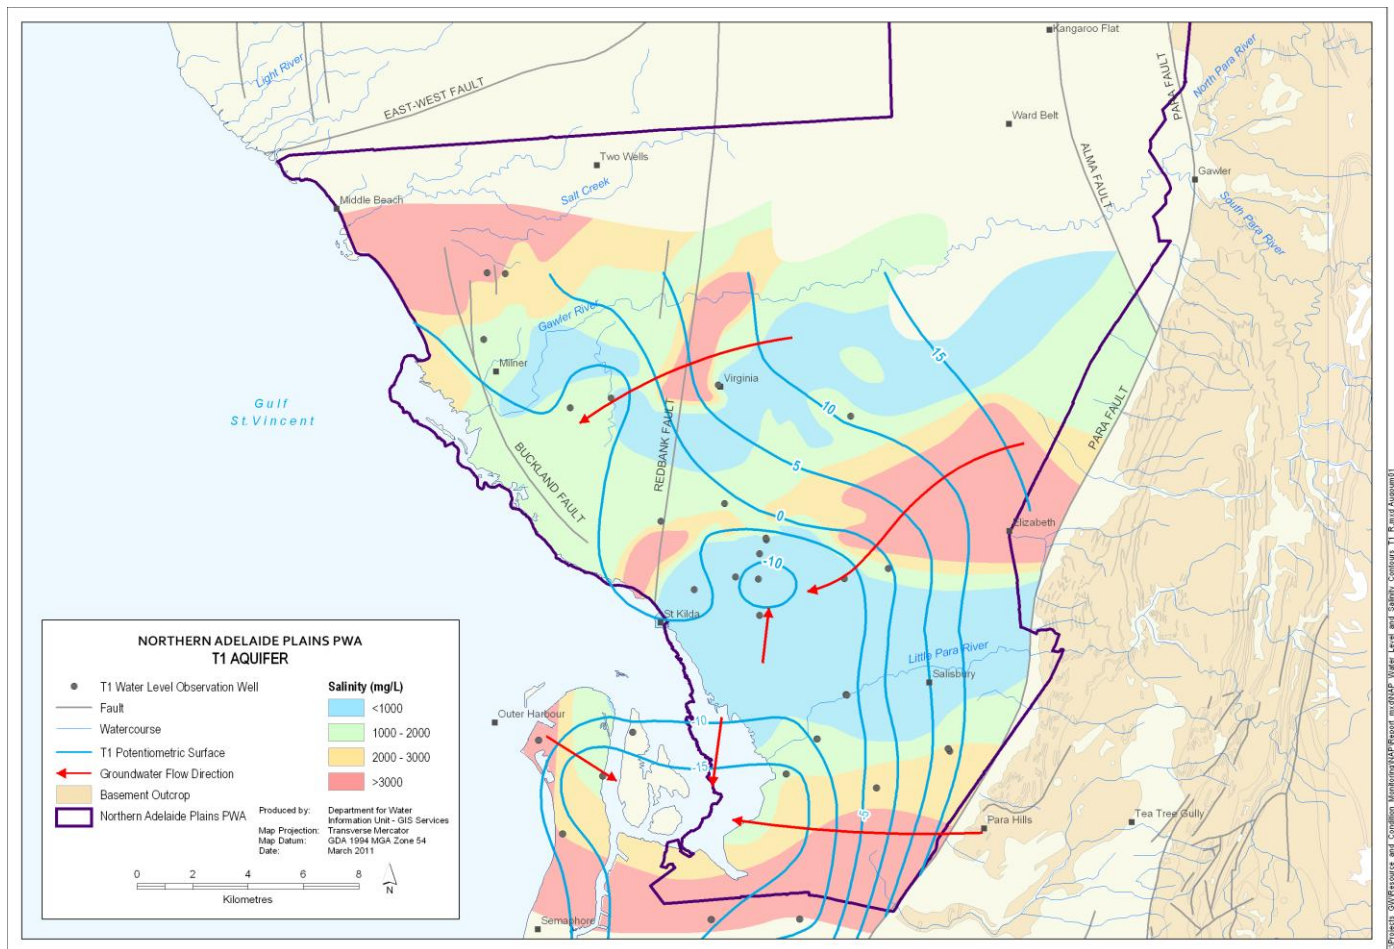 Kangaroo Flat
North Para River
PARA FAULT
Light River
EAST-WEST FAULT
Ward Belt
Two Wells
ALMA FAULT
Gawler
Salt Creek
Middle Beach
South Para River
Gawler River
15
Milner
Virginia
10
Gulf
St. Vincent
REDBANK FAULT
PARA FAULT
BUCKLAND FAULT
5
0
Elizabeth
-10
St Kilda
Little Para River
Salisbury
Outer Harbour
-10
-15
-5
Para Hills
Tea Tree Gully
Semaphore
NORTHERN ADELAIDE PLAINS PWA
T1 AQUIFER
T1 Water Level Observation Well
Fault
Watercourse
T1 Potentiometric Surface
Groundwater Flow Direction
Basement Outcrop
Northern Adelaide Plains PWA
Salinity (mg/L)
<1000
1000 - 2000
2000 - 3000
>3000
Produced by: Department for Water
Information Unit - GIS Services
Map Projection: Transverse Mercator
Map Datum: GDA 1994 MGA Zone 54
Date: March 2011
0 2 4 6 8
Kilometres
N